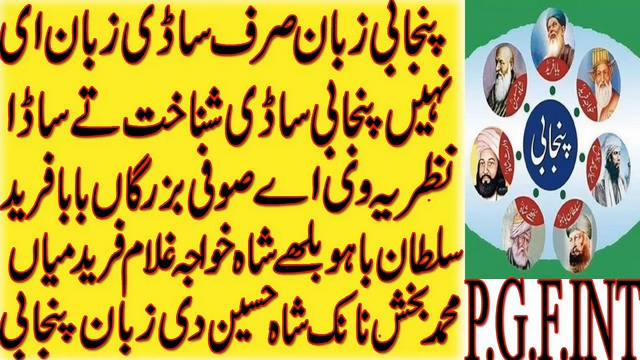 پنجابی زبان صرف ساڈی زبان ای
نہیں پنجابی ساڈی شناخت تے ساڈا
نظریہ وی اے صوفی بزرگاں بابا فرید
سلطان باہو بلھے شاہ خواجہ غلام فرید میاں
محمد بخش نانک شاہ حسین دی زبان پنجابی
پنجابی
P.G.F.INT